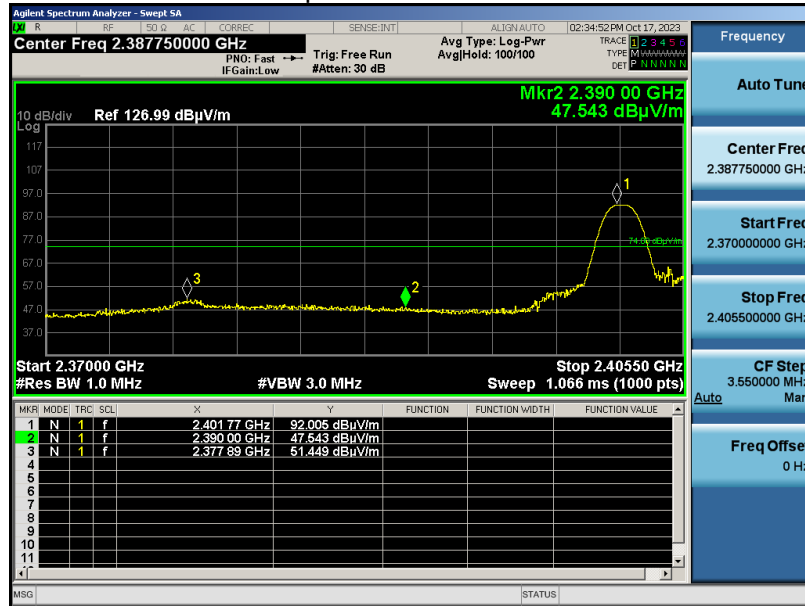 Agilent Spectrum Analyzer - Swept SA
LXI R RF 50 Ω AC CORREC SENSE:INT ALIGN AUTO 02:34:52 PM Oct 17, 2023
Center Freq 2.387750000 GHz
PNO: Fast
IFGain:Low
Trig: Free Run
#Atten: 30 dB
Avg Type: Log-Pwr
Avg|Hold: 100/100
TRACE 1 2 3 4 5 6
TYPE M
DET P N N N N N
Mkr2 2.390 00 GHz
47.543 dBµV/m
10 dB/div Ref 126.99 dBµV/m
Log
117
107
97.0
87.0
77.0
67.0
57.0
47.0
37.0
1
74.00 dBµV/m
3
2
Start 2.37000 GHz Stop 2.40550 GHz
#Res BW 1.0 MHz #VBW 3.0 MHz Sweep 1.066 ms (1000 pts)
MKR MODE TRC SCL X Y FUNCTION FUNCTION WIDTH FUNCTION VALUE
1 N 1 f 2.401 77 GHz 92.005 dBµV/m
2 N 1 f 2.390 00 GHz 47.543 dBµV/m
3 N 1 f 2.377 89 GHz 51.449 dBµV/m
4
5
6
7
8
9
10
11
MSG STATUS
Frequency
Auto Tune
Center Freq
2.387750000 GHz
Start Freq
2.370000000 GHz
Stop Freq
2.405500000 GHz
CF Step
3.550000 MHz
Auto Man
Freq Offset
0 Hz